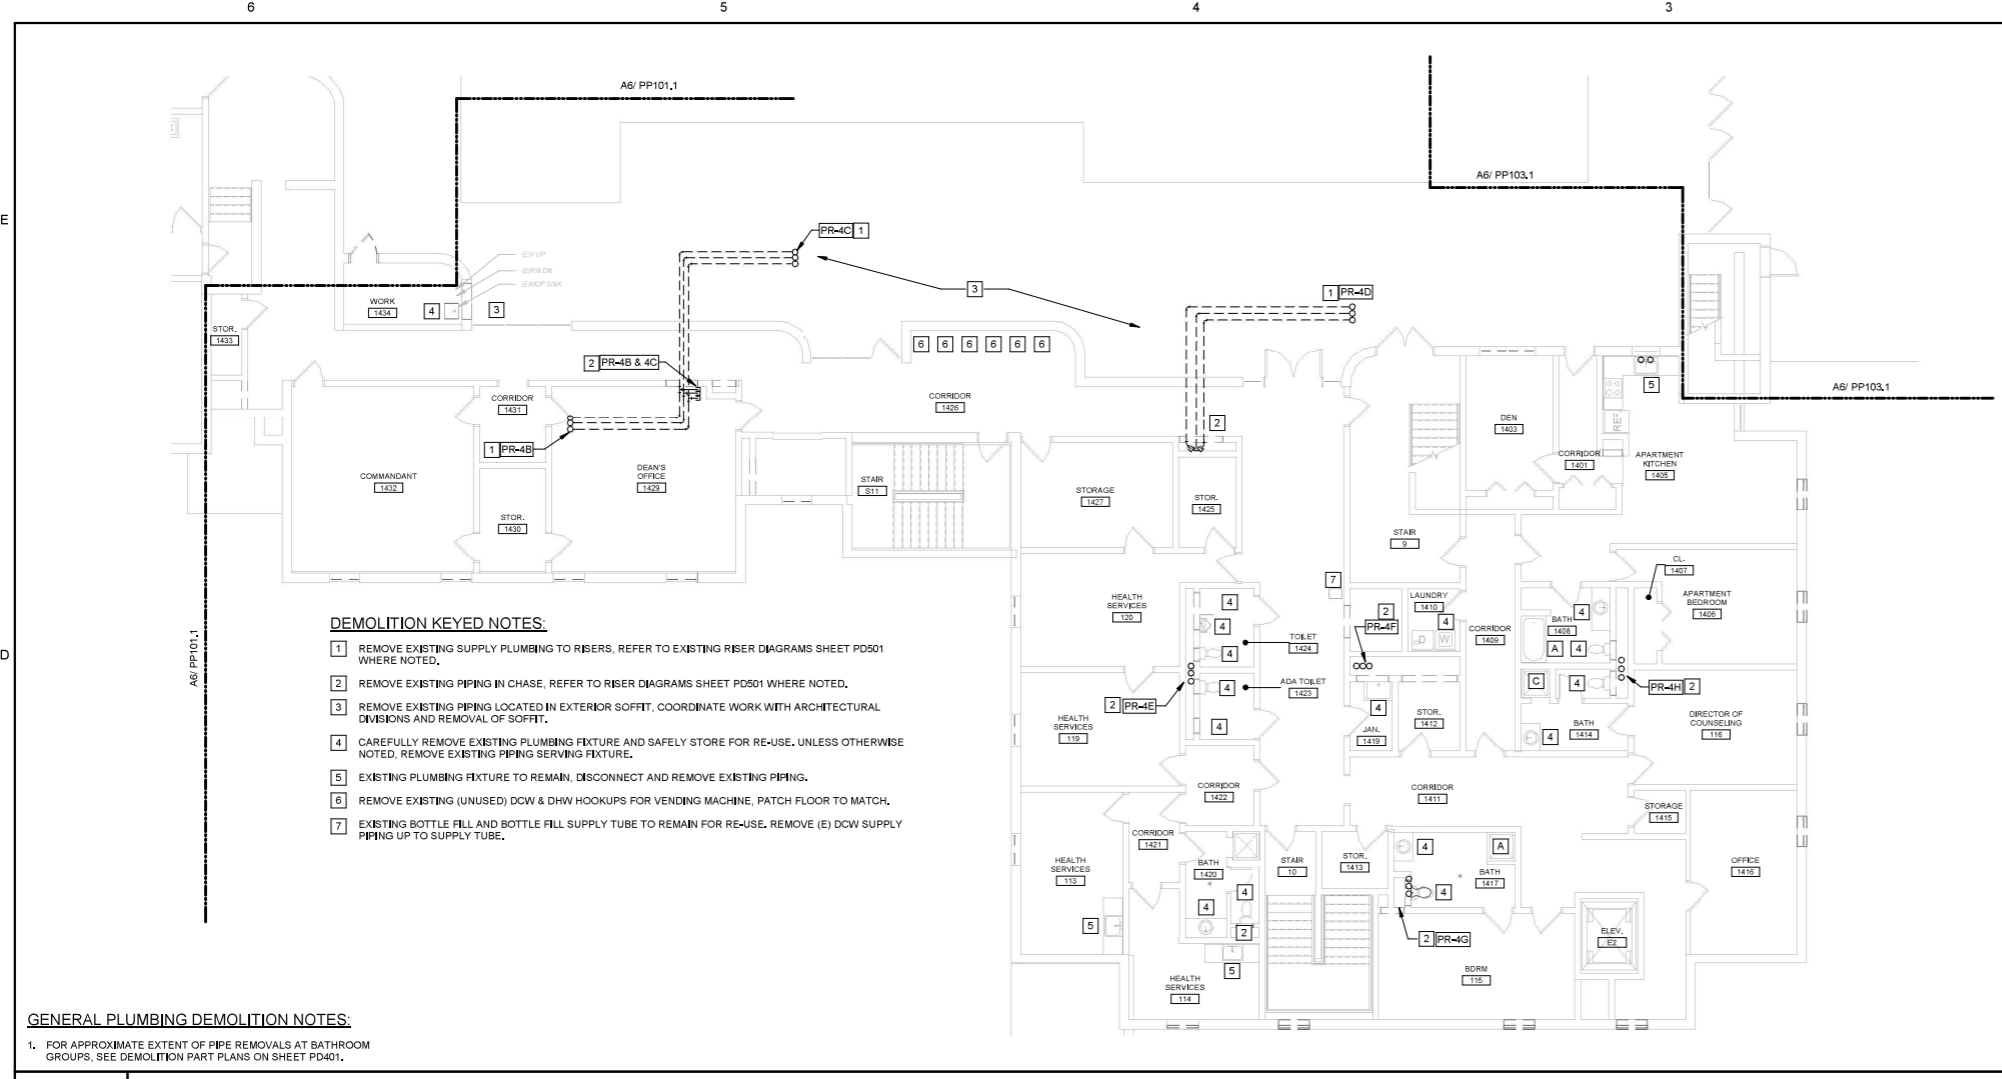 6 5 4 3
A6/ PP101.1
A6/ PP103.1
E
PR-4C 1
(E)V UP
(E)RW DN
(E)MOP SINK
3
1 PR-4D
WORK
1434
4
3
STOR.
1433
6 6 6 6 6 6
2 PR-4B & 4C
5
A6/ PP103.1
CORRIDOR
1431
CORRIDOR
1426
2
DEN
1403
REF
1 PR-4B
CORRIDOR
1401
APARTMENT
KITCHEN
1405
COMMANDANT
1432
DEAN'S
OFFICE
1429
STAIR
S11
STORAGE
1427
STOR.
1425
STOR.
1430
STAIR
9
CL.
1407
7
HEALTH
SERVICES
120
4
4
4
TOILET
1424
2
PR-4F
LAUNDRY
1410
4
D W
CORRIDOR
1409
4
BATH
1408
A 4
APARTMENT
BEDROOM
1406
D
A6/ PP101.1
ADA TOILET
1423
4
4
2 PR-4E
C 4
PR-4H 2
HEALTH
SERVICES
119
4
JAN.
1419
STOR.
1412
4
BATH
1414
DIRECTOR OF
COUNSELING
116
CORRIDOR
1422
CORRIDOR
1411
STORAGE
1415
CORRIDOR
1421
HEALTH
SERVICES
113
BATH
1420
4
4
2
STAIR
10
STOR.
1413
4
A
BATH
1417
4
OFFICE
1416
5
5
2 PR-4G
ELEV.
E2
HEALTH
SERVICES
114
BDRM
115
DEMOLITION KEYED NOTES:
1 REMOVE EXISTING SUPPLY PLUMBING TO RISERS, REFER TO EXISTING RISER DIAGRAMS SHEET PD501
WHERE NOTED.
2 REMOVE EXISTING PIPING IN CHASE, REFER TO RISER DIAGRAMS SHEET PD501 WHERE NOTED.
3 REMOVE EXISTING PIPING LOCATED IN EXTERIOR SOFFIT, COORDINATE WORK WITH ARCHITECTURAL
DIVISIONS AND REMOVAL OF SOFFIT.
4 CAREFULLY REMOVE EXISTING PLUMBING FIXTURE AND SAFELY STORE FOR RE-USE. UNLESS OTHERWISE
NOTED, REMOVE EXISTING PIPING SERVING FIXTURE.
5 EXISTING PLUMBING FIXTURE TO REMAIN, DISCONNECT AND REMOVE EXISTING PIPING.
6 REMOVE EXISTING (UNUSED) DCW & DHW HOOKUPS FOR VENDING MACHINE, PATCH FLOOR TO MATCH.
7 EXISTING BOTTLE FILL AND BOTTLE FILL SUPPLY TUBE TO REMAIN FOR RE-USE. REMOVE (E) DCW SUPPLY
PIPING UP TO SUPPLY TUBE.
GENERAL PLUMBING DEMOLITION NOTES:
1. FOR APPROXIMATE EXTENT OF PIPE REMOVALS AT BATHROOM
GROUPS, SEE DEMOLITION PART PLANS ON SHEET PD401.